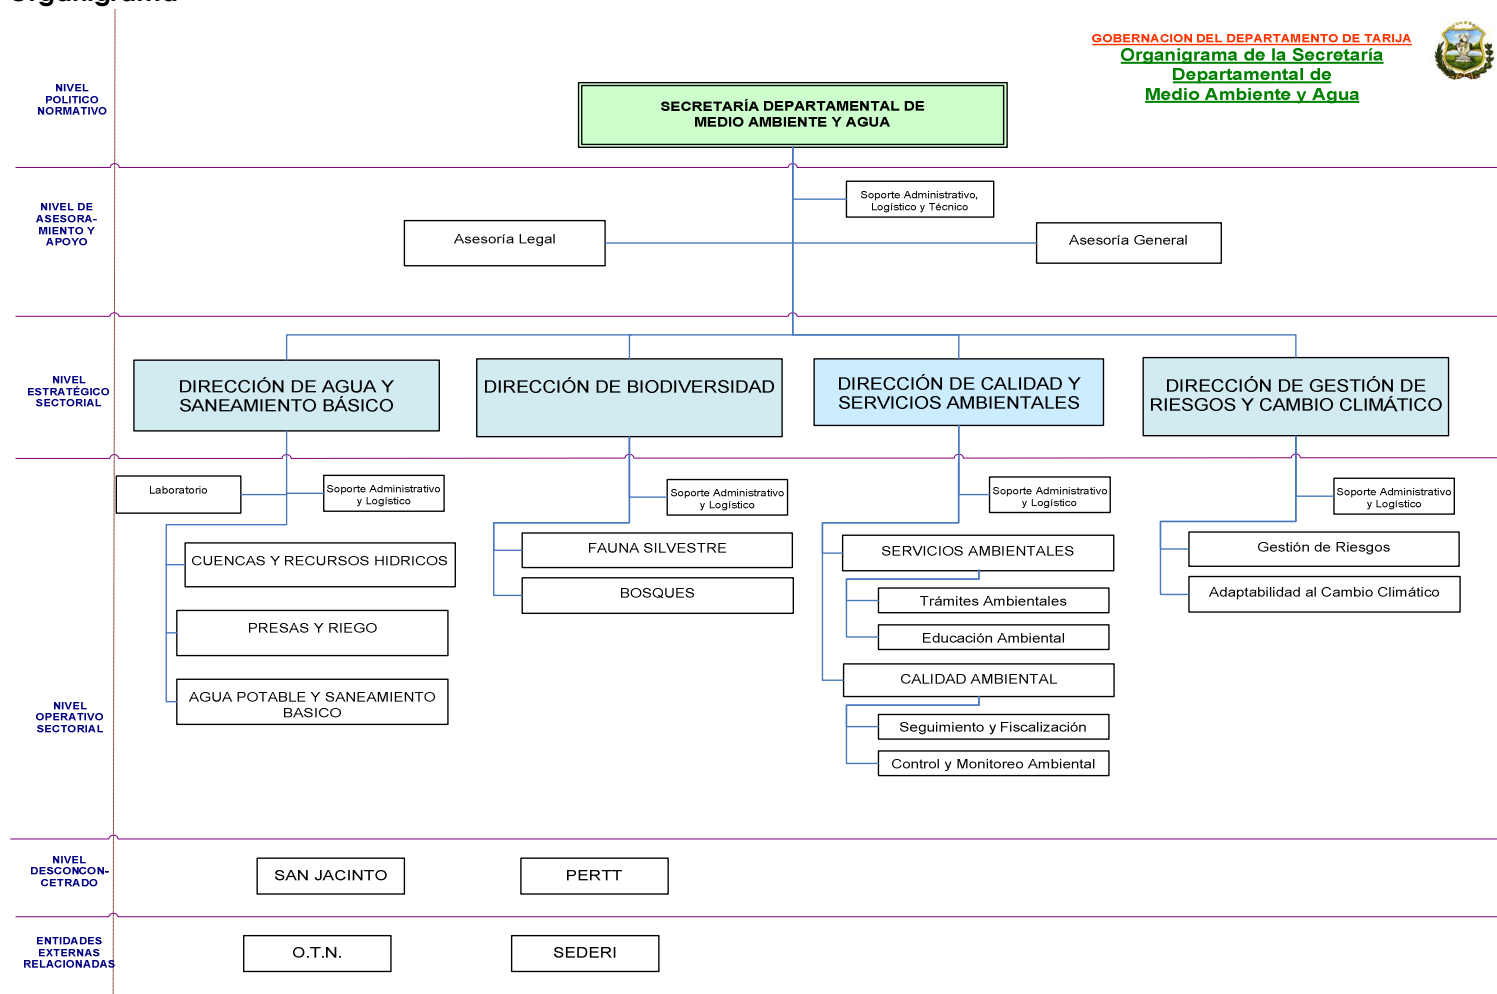 Organigrama
GOBERNACION DEL DEPARTAMENTO DE TARIJA
Organigrama de la Secretaría
Departamental de
Medio Ambiente y Agua
NIVEL
POLITICO
NORMATIVO
SECRETARÍA DEPARTAMENTAL DE
MEDIO AMBIENTE Y AGUA
NIVEL DE
ASESORA-
MIENTO Y
APOYO
Soporte Administrativo,
Logístico y Técnico
Asesoría Legal
Asesoría General
NIVEL
ESTRATÉGICO
SECTORIAL
DIRECCIÓN DE AGUA Y
SANEAMIENTO BÁSICO
DIRECCIÓN DE BIODIVERSIDAD
DIRECCIÓN DE CALIDAD Y
SERVICIOS AMBIENTALES
DIRECCIÓN DE GESTIÓN DE
RIESGOS Y CAMBIO CLIMÁTICO
NIVEL
OPERATIVO
SECTORIAL
Laboratorio
Soporte Administrativo
y Logístico
CUENCAS Y RECURSOS HIDRICOS
PRESAS Y RIEGO
AGUA POTABLE Y SANEAMIENTO
BASICO
Soporte Administrativo
y Logístico
FAUNA SILVESTRE
BOSQUES
Soporte Administrativo
y Logístico
SERVICIOS AMBIENTALES
Trámites Ambientales
Educación Ambiental
CALIDAD AMBIENTAL
Seguimiento y Fiscalización
Control y Monitoreo Ambiental
Soporte Administrativo
y Logístico
Gestión de Riesgos
Adaptabilidad al Cambio Climático
NIVEL
DESCONCON-
CETRADO
SAN JACINTO
PERTT
ENTIDADES
EXTERNAS
RELACIONADAS
O.T.N.
SEDERI